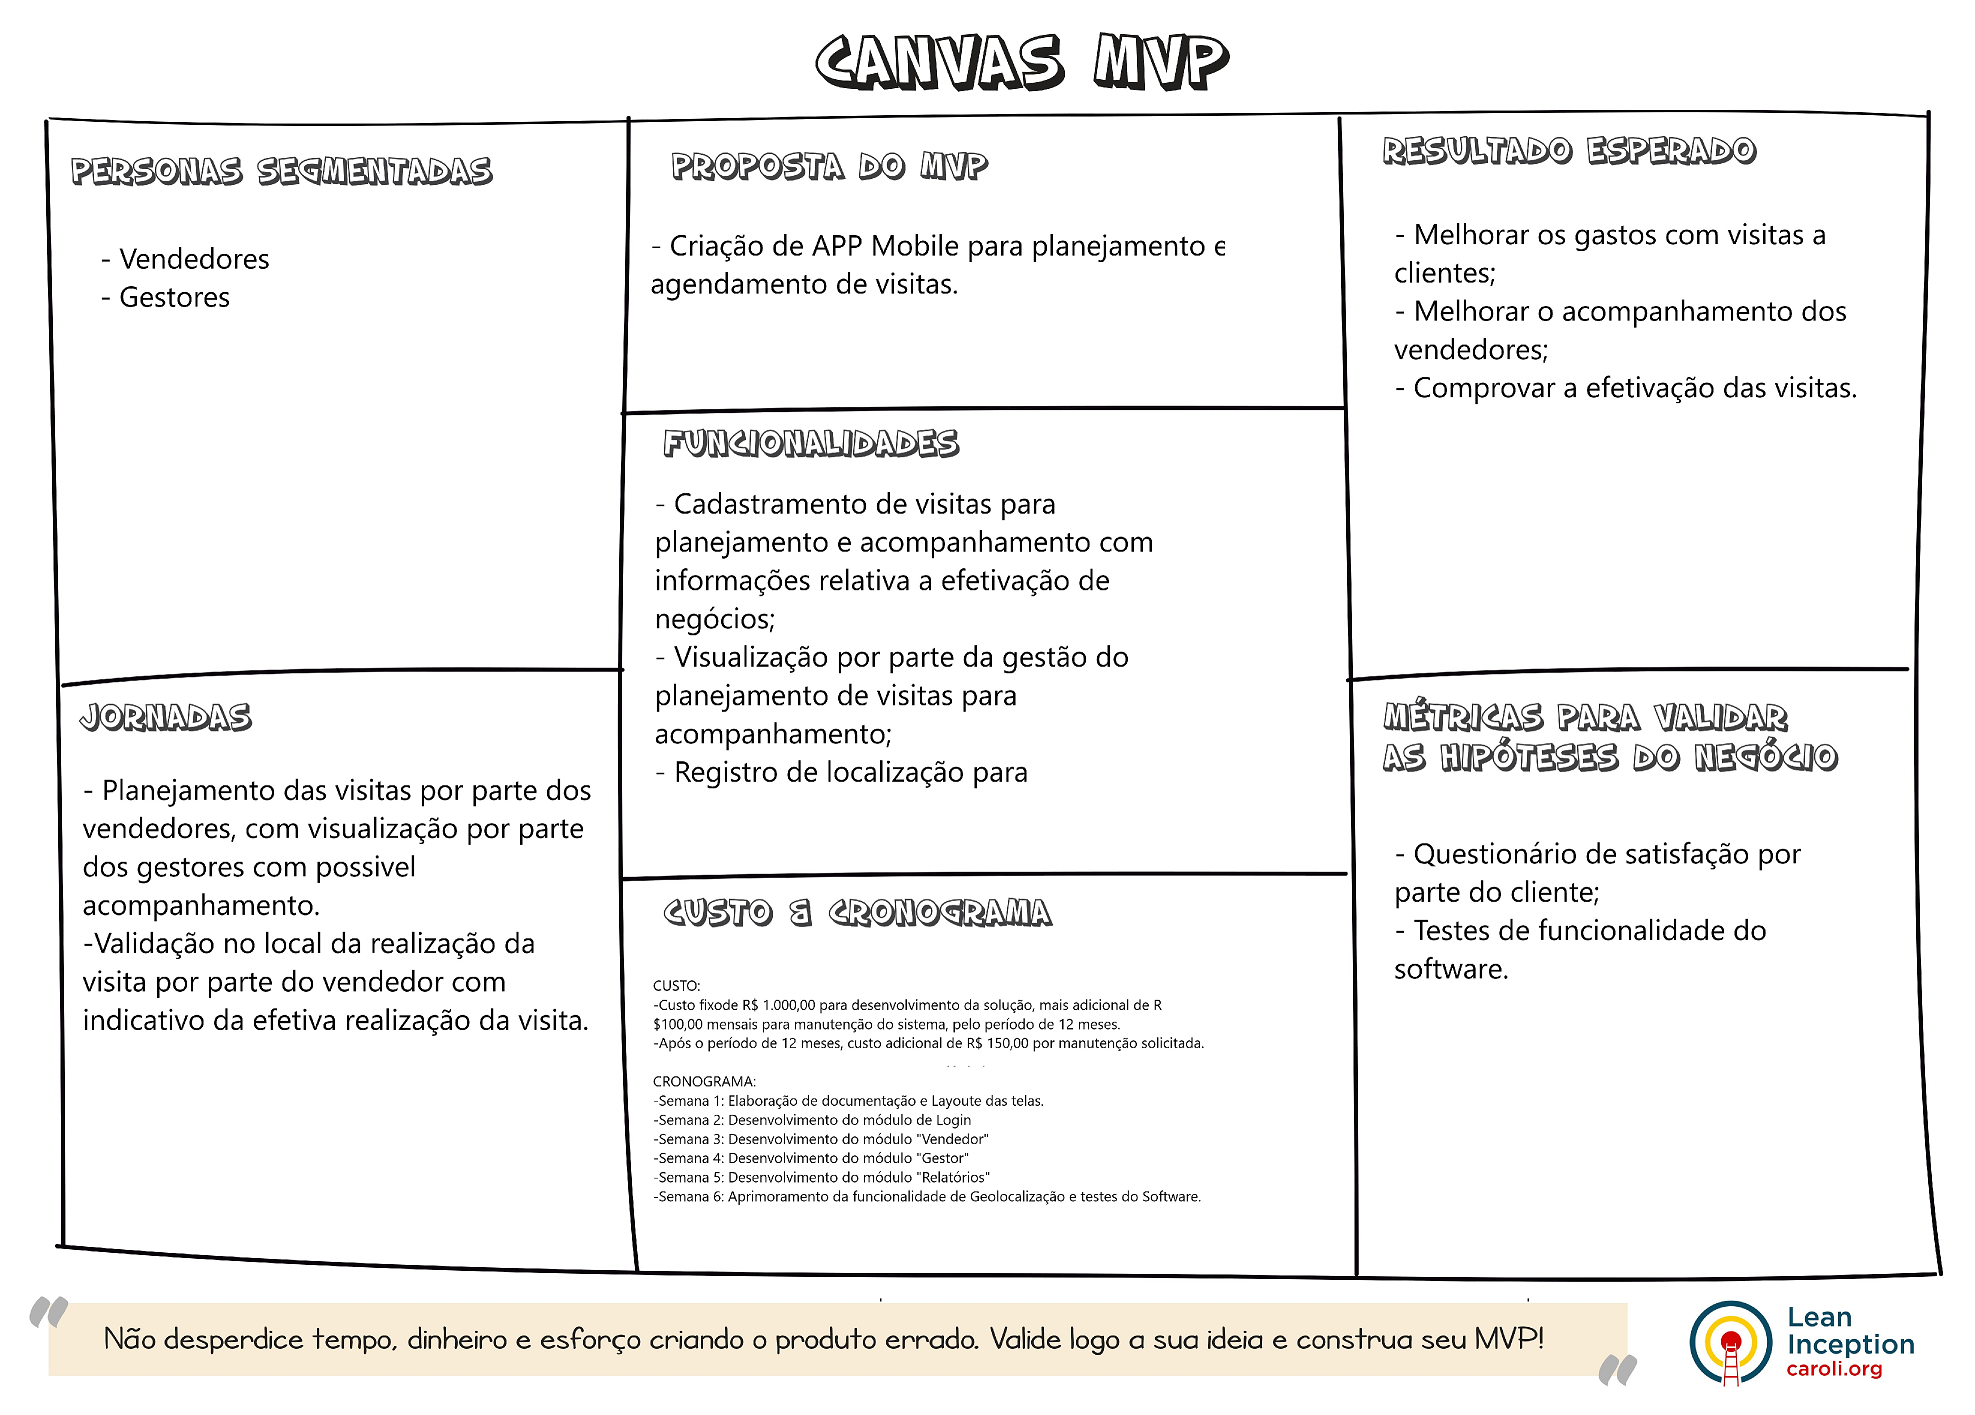 CANVAS MVP
PERSONAS SEGMENTADAS
- Vendedores
- Gestores
PROPOSTA DO MVP
- Criação de APP Mobile para planejamento e
agendamento de visitas.
RESULTADO ESPERADO
- Melhorar os gastos com visitas a
clientes;
- Melhorar o acompanhamento dos
vendedores;
- Comprovar a efetivação das visitas.
FUNCIONALIDADES
- Cadastramento de visitas para
planejamento e acompanhamento com
informações relativa a efetivação de
negócios;
- Visualização por parte da gestão do
planejamento de visitas para
acompanhamento;
- Registro de localização para
JORNADAS
- Planejamento das visitas por parte dos
vendedores, com visualização por parte
dos gestores com possivel
acompanhamento.
-Validação no local da realização da
visita por parte do vendedor com
indicativo da efetiva realização da visita.
CUSTO & CRONOGRAMA
CUSTO:
-Custo fixode R$ 1.000,00 para desenvolvimento da solução, mais adicional de R
$100,00 mensais para manutenção do sistema, pelo período de 12 meses.
-Após o período de 12 meses, custo adicional de R$ 150,00 por manutenção solicitada.
CRONOGRAMA:
-Semana 1: Elaboração de documentação e Layoute das telas.
-Semana 2: Desenvolvimento do módulo de Login
-Semana 3: Desenvolvimento do módulo "Vendedor"
-Semana 4: Desenvolvimento do módulo "Gestor"
-Semana 5: Desenvolvimento do módulo "Relatórios"
-Semana 6: Aprimoramento da funcionalidade de Geolocalização e testes do Software.
MÉTRICAS PARA VALIDAR
AS HIPÓTESES DO NEGÓCIO
- Questionário de satisfação por
parte do cliente;
- Testes de funcionalidade do
software.
"Não desperdice tempo, dinheiro e esforço criando o produto errado. Valide logo a sua ideia e construa seu MVP!"
Lean
Inception
caroli.org